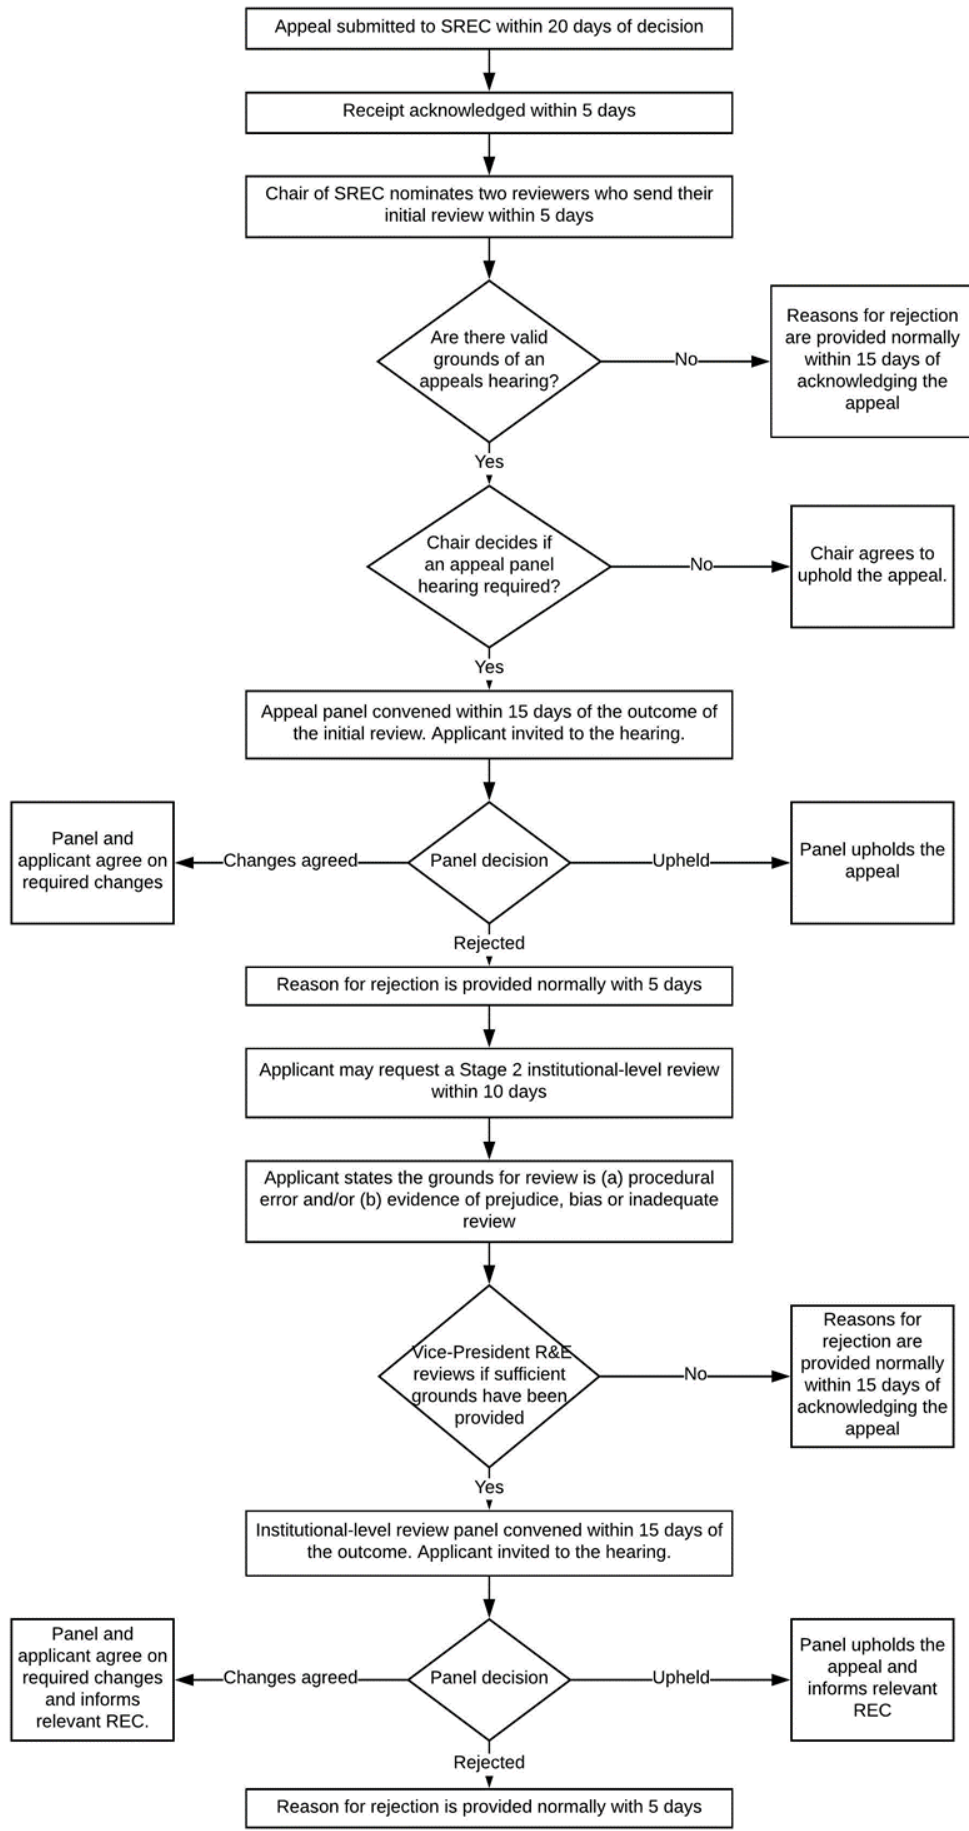 Appeal submitted to SREC within 20 days of decision
Receipt acknowledged within 5 days
Chair of SREC nominates two reviewers who send their
initial review within 5 days
Are there valid
grounds of an
appeals hearing?
No
Reasons for rejection
are provided normally
within 15 days of
acknowledging the
appeal
Yes
Chair decides if
an appeal panel
hearing required?
No
Chair agrees to
uphold the appeal.
Yes
Appeal panel convened within 15 days of the outcome of
the initial review. Applicant invited to the hearing.
Panel and
applicant agree on
required changes
Changes agreed
Panel decision
Upheld
Panel upholds the
appeal
Rejected
Reason for rejection is provided normally with 5 days
Applicant may request a Stage 2 institutional-level review
within 10 days
Applicant states the grounds for review is (a) procedural
error and/or (b) evidence of prejudice, bias or inadequate
review
Vice-President R&E
reviews if sufficient
grounds have been
provided
No
Reasons for
rejection are
provided normally
within 15 days of
acknowledging the
appeal
Yes
Institutional-level review panel convened within 15 days of
the outcome. Applicant invited to the hearing.
Panel and
applicant agree on
required changes
and informs
relevant REC.
Changes agreed
Panel decision
Upheld
Panel upholds the
appeal and
informs relevant
REC
Rejected
Reason for rejection is provided normally with 5 days